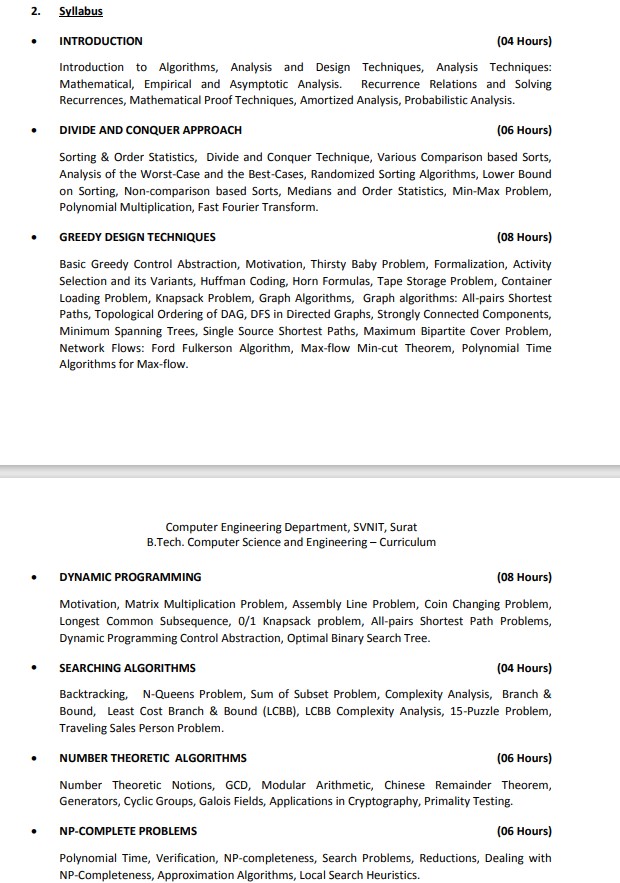 2. Syllabus
• INTRODUCTION (04 Hours)
Introduction to Algorithms, Analysis and Design Techniques, Analysis Techniques:
Mathematical, Empirical and Asymptotic Analysis. Recurrence Relations and Solving
Recurrences, Mathematical Proof Techniques, Amortized Analysis, Probabilistic Analysis.
• DIVIDE AND CONQUER APPROACH (06 Hours)
Sorting & Order Statistics, Divide and Conquer Technique, Various Comparison based Sorts,
Analysis of the Worst-Case and the Best-Cases, Randomized Sorting Algorithms, Lower Bound
on Sorting, Non-comparison based Sorts, Medians and Order Statistics, Min-Max Problem,
Polynomial Multiplication, Fast Fourier Transform.
• GREEDY DESIGN TECHNIQUES (08 Hours)
Basic Greedy Control Abstraction, Motivation, Thirsty Baby Problem, Formalization, Activity
Selection and its Variants, Huffman Coding, Horn Formulas, Tape Storage Problem, Container
Loading Problem, Knapsack Problem, Graph Algorithms, Graph algorithms: All-pairs Shortest
Paths, Topological Ordering of DAG, DFS in Directed Graphs, Strongly Connected Components,
Minimum Spanning Trees, Single Source Shortest Paths, Maximum Bipartite Cover Problem,
Network Flows: Ford Fulkerson Algorithm, Max-flow Min-cut Theorem, Polynomial Time
Algorithms for Max-flow.
Computer Engineering Department, SVNIT, Surat
B.Tech. Computer Science and Engineering – Curriculum
• DYNAMIC PROGRAMMING (08 Hours)
Motivation, Matrix Multiplication Problem, Assembly Line Problem, Coin Changing Problem,
Longest Common Subsequence, 0/1 Knapsack problem, All-pairs Shortest Path Problems,
Dynamic Programming Control Abstraction, Optimal Binary Search Tree.
• SEARCHING ALGORITHMS (04 Hours)
Backtracking, N-Queens Problem, Sum of Subset Problem, Complexity Analysis, Branch &
Bound, Least Cost Branch & Bound (LCBB), LCBB Complexity Analysis, 15-Puzzle Problem,
Traveling Sales Person Problem.
• NUMBER THEORETIC ALGORITHMS (06 Hours)
Number Theoretic Notions, GCD, Modular Arithmetic, Chinese Remainder Theorem,
Generators, Cyclic Groups, Galois Fields, Applications in Cryptography, Primality Testing.
• NP-COMPLETE PROBLEMS (06 Hours)
Polynomial Time, Verification, NP-completeness, Search Problems, Reductions, Dealing with
NP-Completeness, Approximation Algorithms, Local Search Heuristics.